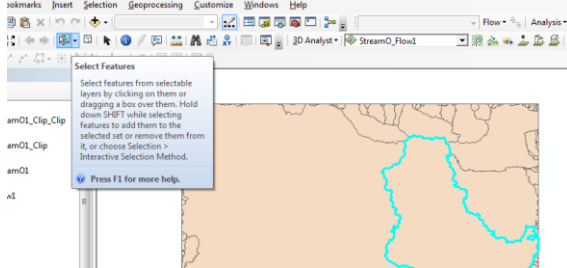 ookmarks Insert Selection Geoprocessing Customize Windows Help
Flow Analysis
3D Analyst StreamO_Flow1
Select Features
Select features from selectable
layers by clicking on them or
dragging a box over them. Hold
down SHIFT while selecting
features to add them to the
selected set or remove them from
it, or choose Selection >
Interactive Selection Method.
Press F1 for more help.
amO1_Clip_Clip
amO1_Clip
amO1
w1